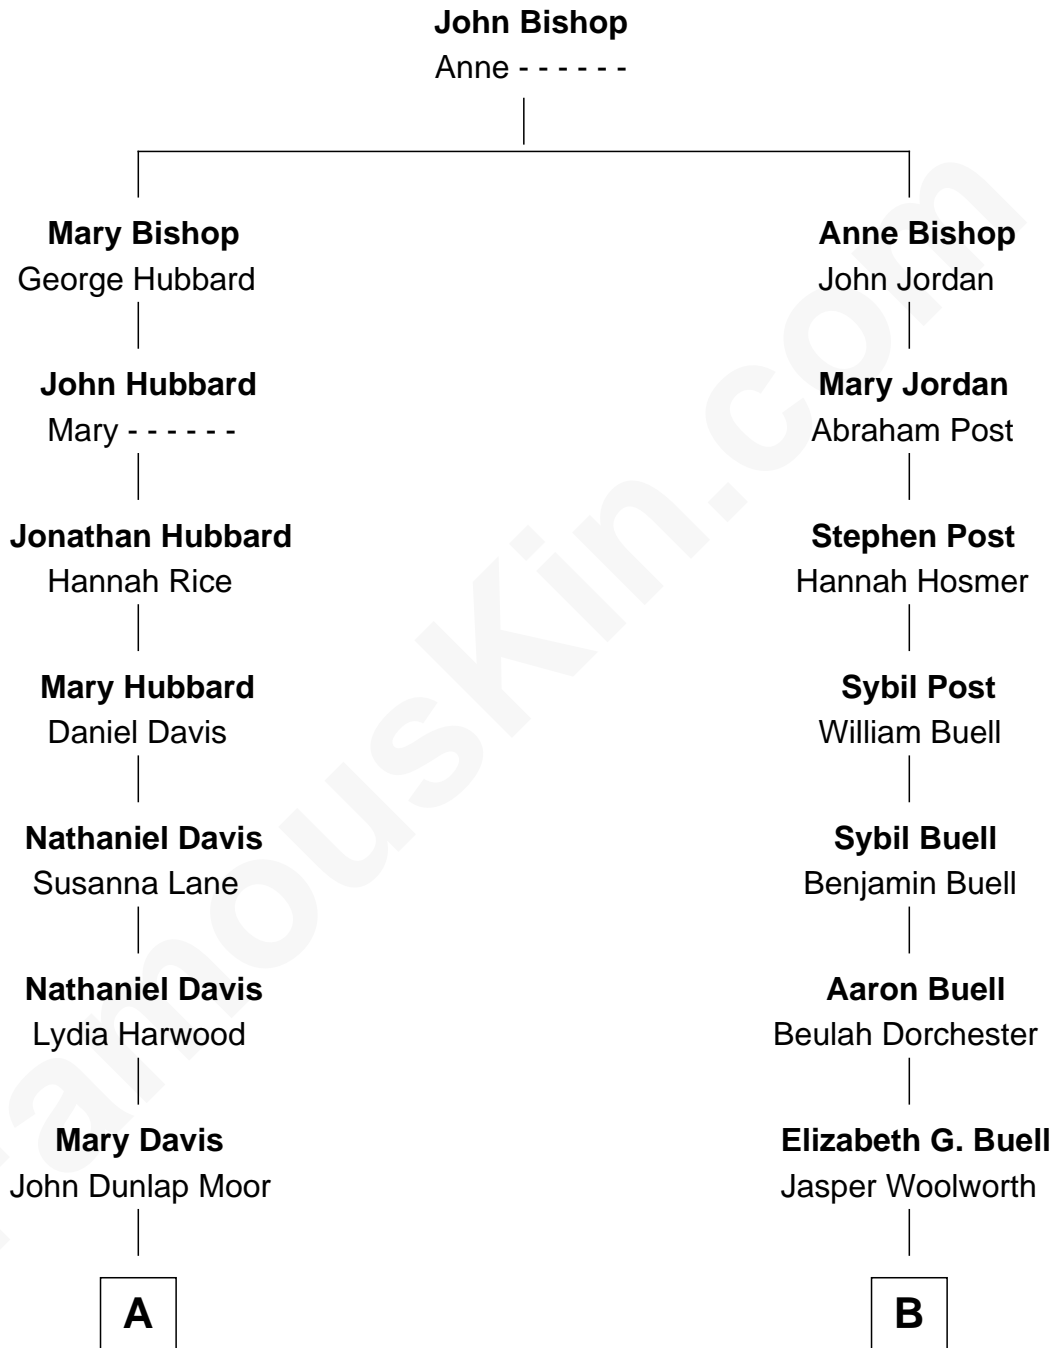 John Bishop
Anne - - - - - -
Mary Bishop
George Hubbard
Anne Bishop
John Jordan
John Hubbard
Mary - - - - - -
Mary Jordan
Abraham Post
Jonathan Hubbard
Hannah Rice
Stephen Post
Hannah Hosmer
Mary Hubbard
Daniel Davis
Sybil Post
William Buell
Nathaniel Davis
Susanna Lane
Sybil Buell
Benjamin Buell
Nathaniel Davis
Lydia Harwood
Aaron Buell
Beulah Dorchester
Mary Davis
John Dunlap Moor
Elizabeth G. Buell
Jasper Woolworth
A
B
FamousKin.com